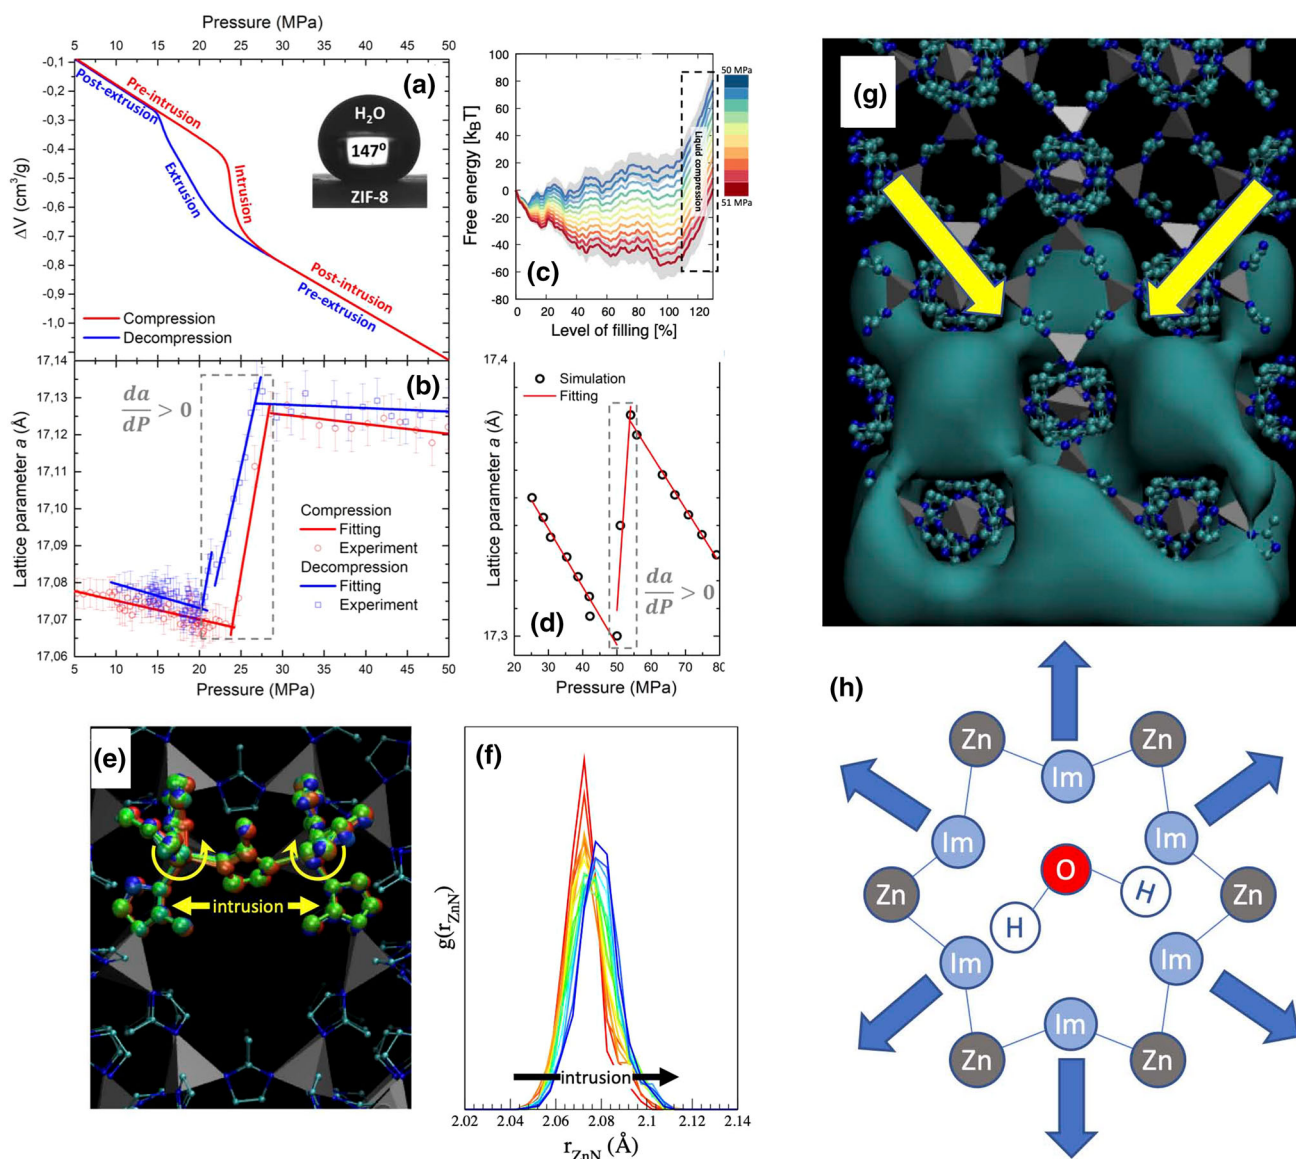 Pressure (MPa)
5 10 15 20 25 30 35 40 45 50
-0,1
-0,3
-0,4
-0,5
-0,6
-0,7
-0,8
-0,9
-1,0
ΔV (cm³/g)
(a)
Pre-intrusion
Post-extrusion
Intrusion
Extrusion
Post-intrusion
Pre-extrusion
H₂O
147⁰
ZIF-8
Compression
Decompression
(b)
17,14
17,13
17,12
17,11
17,10
17,09
17,08
17,07
17,06
Lattice parameter a (Å)
da
dP > 0
Compression
Fitting
Experiment
Decompression
Fitting
Experiment
5 10 15 20 25 30 35 40 45 50
Pressure (MPa)
100
80
60
40
20
0
-20
-40
-60
-80
Free energy [kBT]
(c)
Liquid compression
50 MPa
51 MPa
0 20 40 60 80 100 120
Level of filling [%]
17,4
17,3
Lattice parameter a (Å)
Simulation
Fitting
da
dP > 0
(d)
20 30 40 50 60 70 80
Pressure (MPa)
(e)
intrusion
(f)
g(rZnN)
intrusion
2.02 2.04 2.06 2.08 2.1 2.12 2.14
rZnN (Å)
(g)
(h)
Zn
Zn
Im
Im
Im
O
Zn
H
Zn
H
Im
Im
Im
Zn
Zn